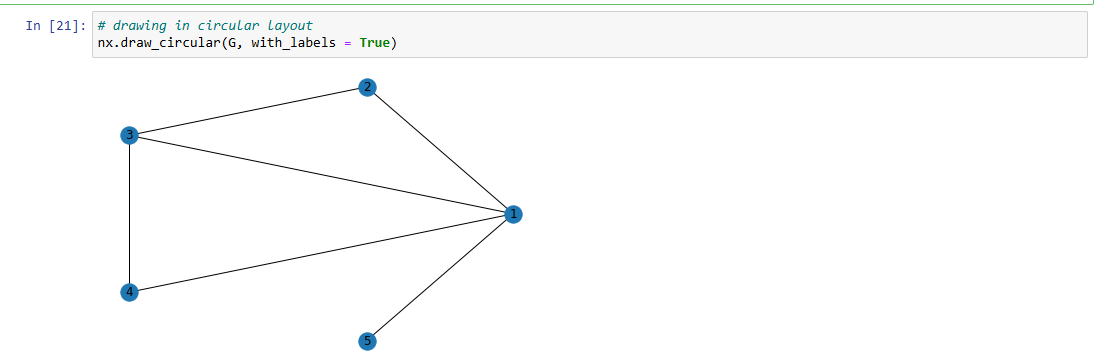 In [21]: # drawing in circular layout
nx.draw_circular(G, with_labels = True)
2
3
1
4
5